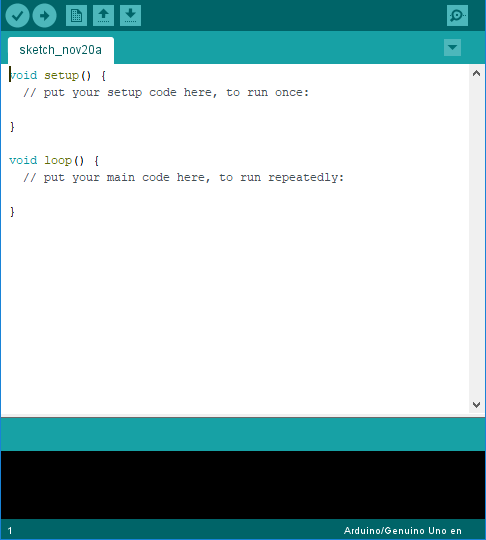 sketch_nov20a
void setup() {
  // put your setup code here, to run once:
}
void loop() {
  // put your main code here, to run repeatedly:
}
1
Arduino/Genuino Uno en